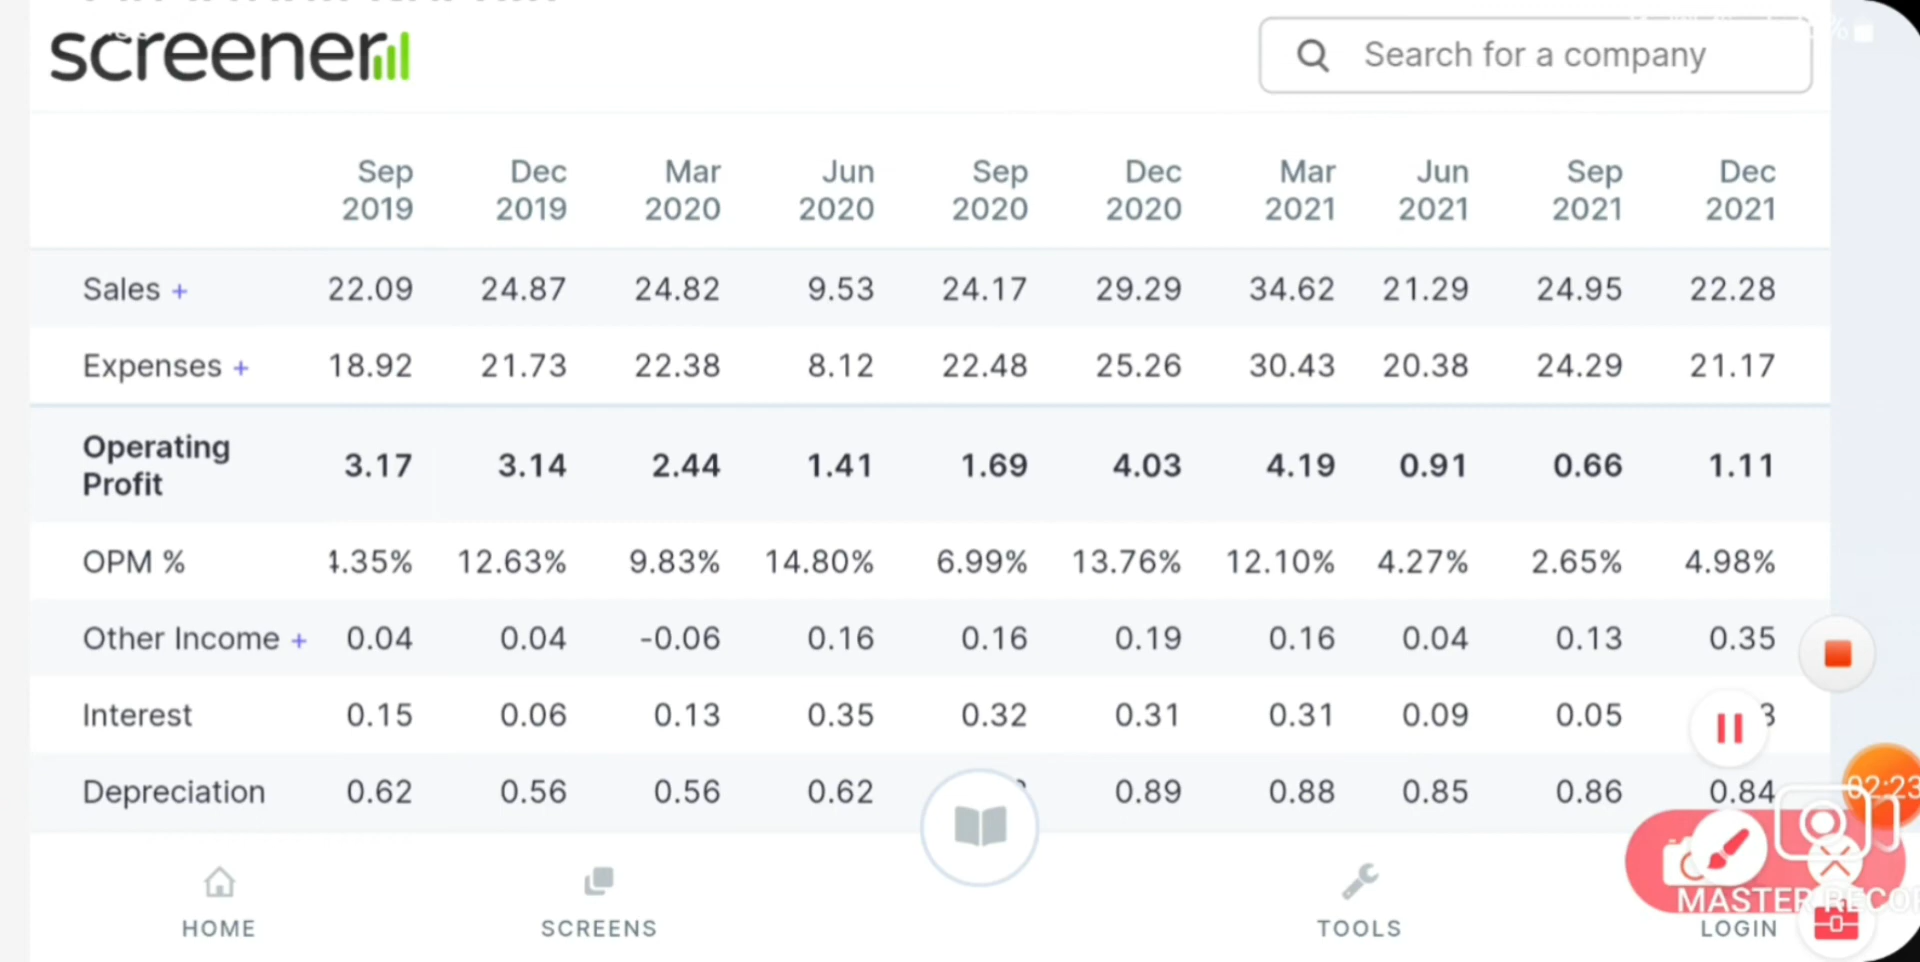 screener
Search for a company
Sep 2019 Dec 2019 Mar 2020 Jun 2020 Sep 2020 Dec 2020 Mar 2021 Jun 2021 Sep 2021 Dec 2021
Sales + 22.09 24.87 24.82 9.53 24.17 29.29 34.62 21.29 24.95 22.28
Expenses + 18.92 21.73 22.38 8.12 22.48 25.26 30.43 20.38 24.29 21.17
Operating Profit 3.17 3.14 2.44 1.41 1.69 4.03 4.19 0.91 0.66 1.11
OPM % .35% 12.63% 9.83% 14.80% 6.99% 13.76% 12.10% 4.27% 2.65% 4.98%
Other Income + 0.04 0.04 -0.06 0.16 0.16 0.19 0.16 0.04 0.13 0.35
Interest 0.15 0.06 0.13 0.35 0.32 0.31 0.31 0.09 0.05
Depreciation 0.62 0.56 0.56 0.62 0.89 0.88 0.85 0.86 0.84
02:23
MASTER RECOR
HOME SCREENS TOOLS LOGIN